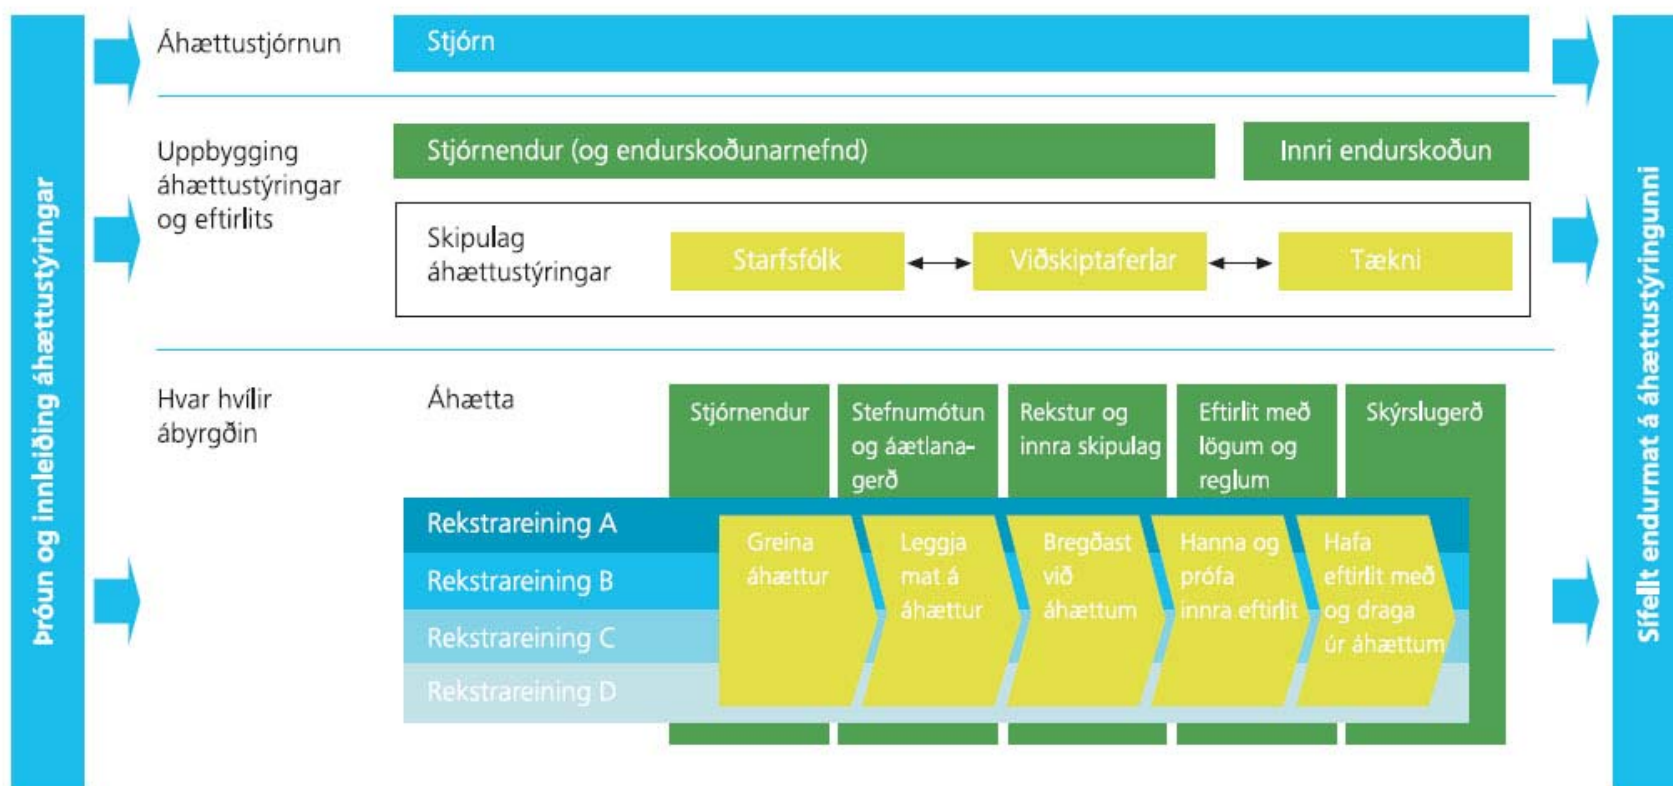 Þróun og innleiðing áhættustýringar
Áhættustjórnun
Stjórn
Uppbygging
áhættustýringar
og eftirlits
Stjórnendur (og endurskoðunarnefnd)
Innri endurskoðun
Skipulag
áhættustýringar
Starfsfólk
Viðskiptaferlar
Tækni
Hvar hvílir
ábyrgðin
Áhætta
Stjórnendur
Stefnumótun
og áætlana-
gerð
Rekstur og
innra skipulag
Eftirlit með
lögum og
reglum
Skýrslugerð
Rekstrareining A
Rekstrareining B
Rekstrareining C
Rekstrareining D
Greina
áhættur
Leggja
mat á
áhættur
Bregðast
við
áhættum
Hanna og
prófa
innra eftirlit
Hafa
eftirlit með
og draga
úr áhættum
Sífellt endurmat á áhættustýringunni